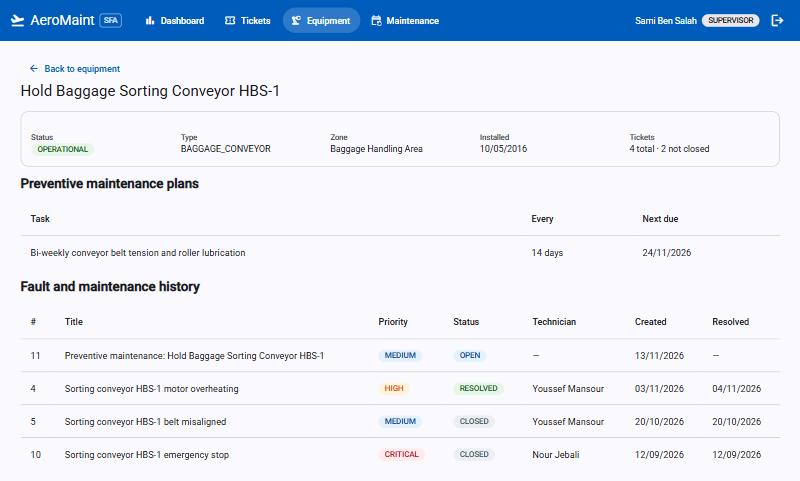 AeroMaint SFA Dashboard Tickets Equipment Maintenance Sami Ben Salah SUPERVISOR
Back to equipment
Hold Baggage Sorting Conveyor HBS-1
Status Type Zone Installed Tickets
OPERATIONAL BAGGAGE_CONVEYOR Baggage Handling Area 10/05/2016 4 total · 2 not closed
Preventive maintenance plans
Task Every Next due
Bi-weekly conveyor belt tension and roller lubrication 14 days 24/11/2026
Fault and maintenance history
# Title Priority Status Technician Created Resolved
11 Preventive maintenance: Hold Baggage Sorting Conveyor HBS-1 MEDIUM OPEN — 13/11/2026 —
4 Sorting conveyor HBS-1 motor overheating HIGH RESOLVED Youssef Mansour 03/11/2026 04/11/2026
5 Sorting conveyor HBS-1 belt misaligned MEDIUM CLOSED Youssef Mansour 20/10/2026 20/10/2026
10 Sorting conveyor HBS-1 emergency stop CRITICAL CLOSED Nour Jebali 12/09/2026 12/09/2026